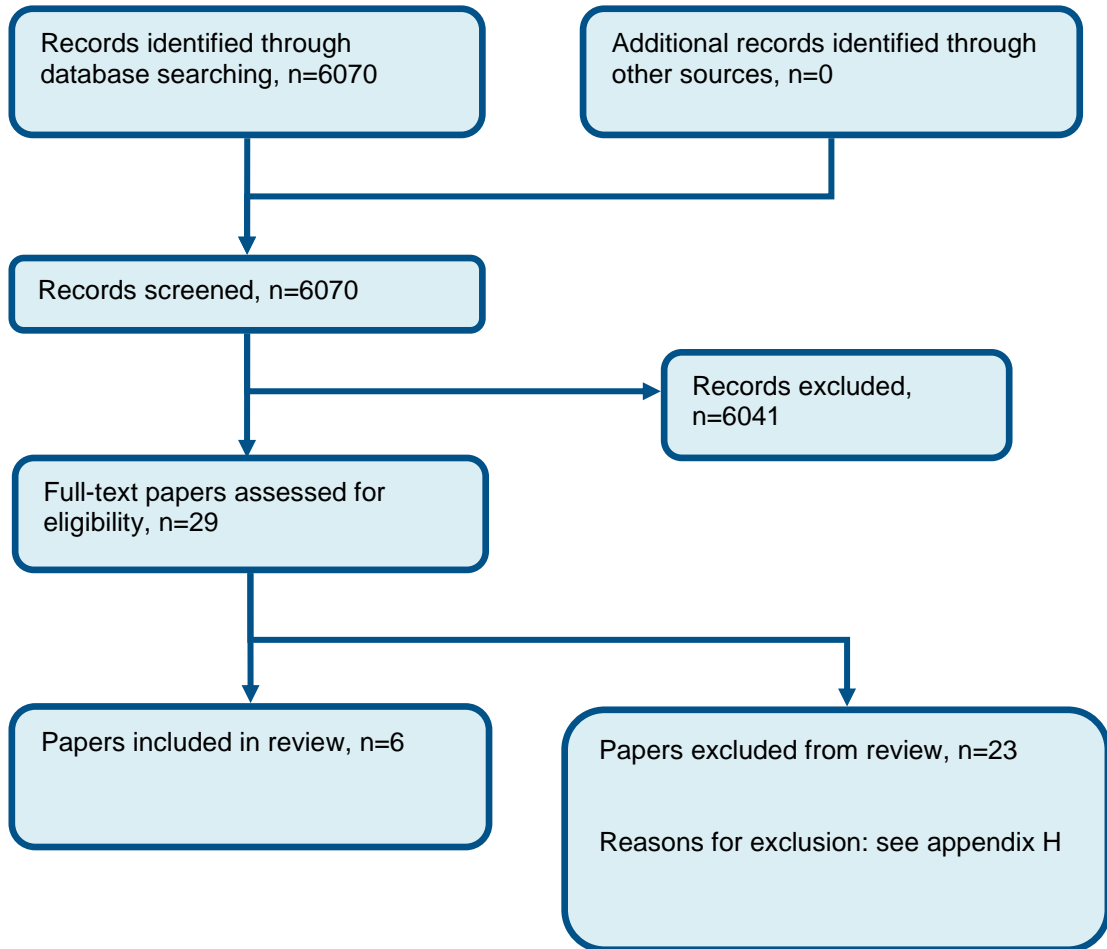 Records identified through
database searching, n=6070
Additional records identified through
other sources, n=0
Records screened, n=6070
Records excluded,
n=6041
Full-text papers assessed for
eligibility, n=29
Papers included in review, n=6
Papers excluded from review, n=23
Reasons for exclusion: see appendix H